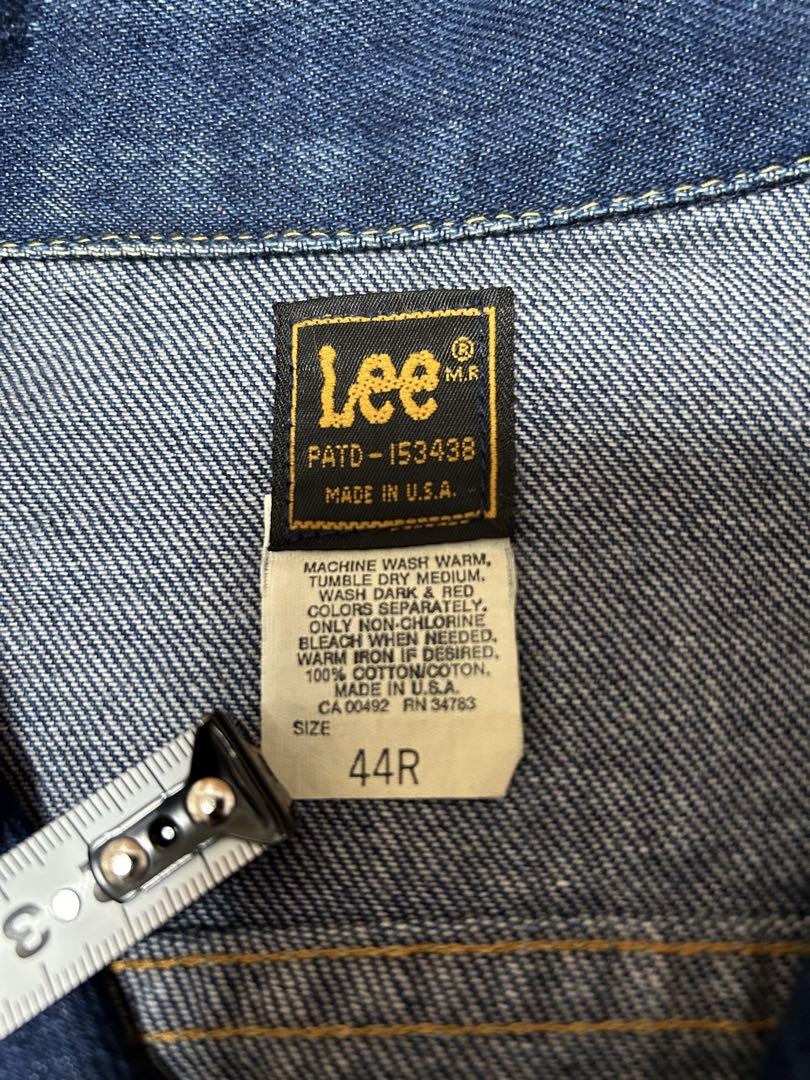 Lee®
M.R
PATD-153438
MADE IN U.S.A.
MACHINE WASH WARM,
TUMBLE DRY MEDIUM.
WASH DARK & RED
COLORS SEPARATELY.
ONLY NON-CHLORINE
BLEACH WHEN NEEDED.
WARM IRON IF DESIRED.
100% COTTON/COTON.
MADE IN U.S.A.
CA 00492 RN 34783
SIZE
44R
3